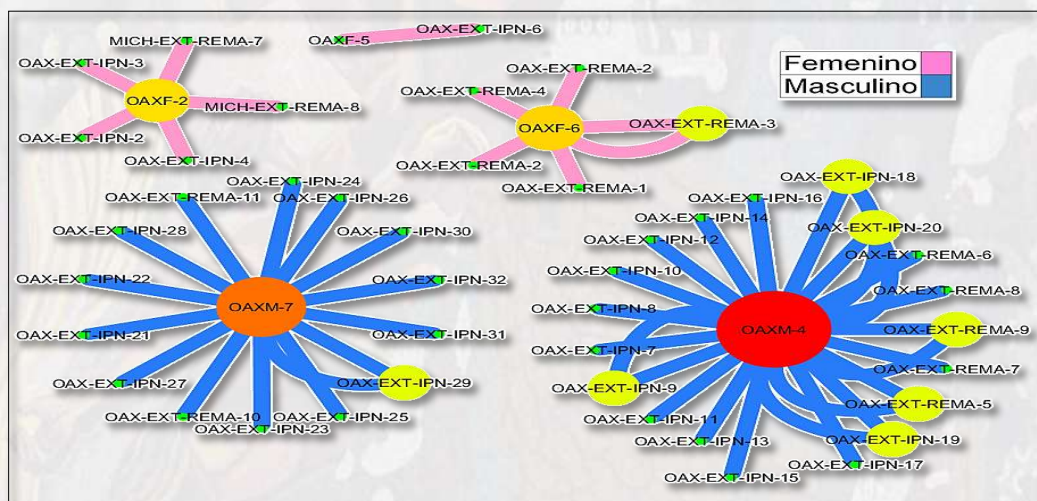 MICH-EXT-REMA-7
OAX-EXT-IPN-3
OAXF-2
MICH-EXT-REMA-8
OAX-EXT-IPN-2
OAX-EXT-IPN-4
OAXF-5
OAX-EXT-IPN-6
OAX-EXT-REMA-2
OAX-EXT-REMA-4
OAXF-6
OAX-EXT-REMA-3
OAX-EXT-REMA-2
OAX-EXT-REMA-1
Femenino
Masculino
OAX-EXT-IPN-24
OAX-EXT-REMA-11
OAX-EXT-IPN-26
OAX-EXT-IPN-28
OAX-EXT-IPN-30
OAX-EXT-IPN-22
OAX-EXT-IPN-32
OAXM-7
OAX-EXT-IPN-21
OAX-EXT-IPN-31
OAX-EXT-IPN-27
OAX-EXT-IPN-29
OAX-EXT-REMA-10
OAX-EXT-IPN-25
OAX-EXT-IPN-23
OAX-EXT-IPN-18
OAX-EXT-IPN-16
OAX-EXT-IPN-14
OAX-EXT-IPN-20
OAX-EXT-IPN-12
OAX-EXT-REMA-6
OAX-EXT-IPN-10
OAX-EXT-REMA-8
OAX-EXT-IPN-8
OAXM-4
OAX-EXT-REMA-9
OAX-EXT-IPN-7
OAX-EXT-REMA-7
OAX-EXT-IPN-9
OAX-EXT-REMA-5
OAX-EXT-IPN-11
OAX-EXT-IPN-19
OAX-EXT-IPN-13
OAX-EXT-IPN-17
OAX-EXT-IPN-15